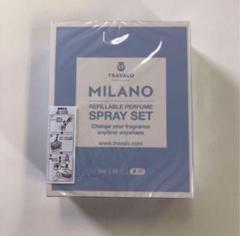 TRAVALO
MILANO
REFILLABLE PERFUME
SPRAY SET
Change your fragrance
anytime anywhere
www.travalo.com